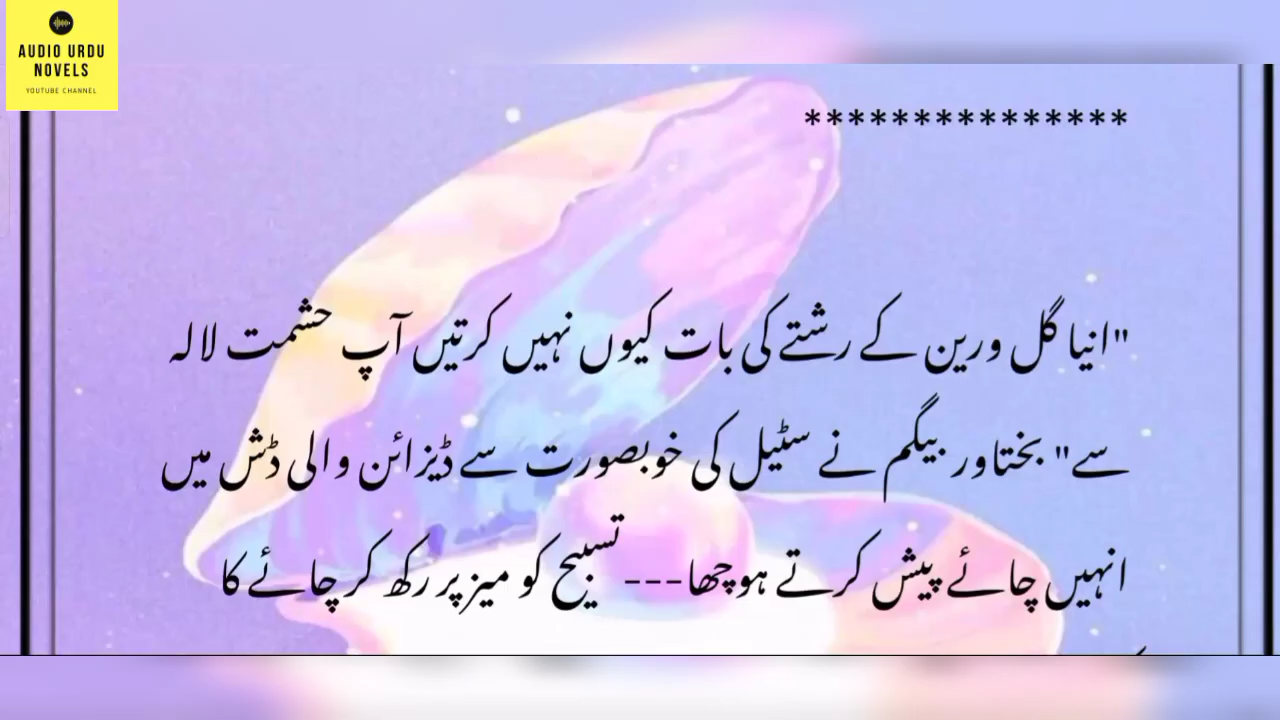 AUDIO URDU
NOVELS
YOUTUBE CHANNEL
***************
"انیا گل ورین کے رشتے کی بات کیوں نہیں کرتیں آپ حشمت لالہ
سے" بختاور بیگم نے سٹیل کی خوبصورت سے ڈیزائن والی ڈش میں
انہیں چائے پیش کرتے ہوچھا--- تسبیح کو میز پر رکھ کر چائے کا